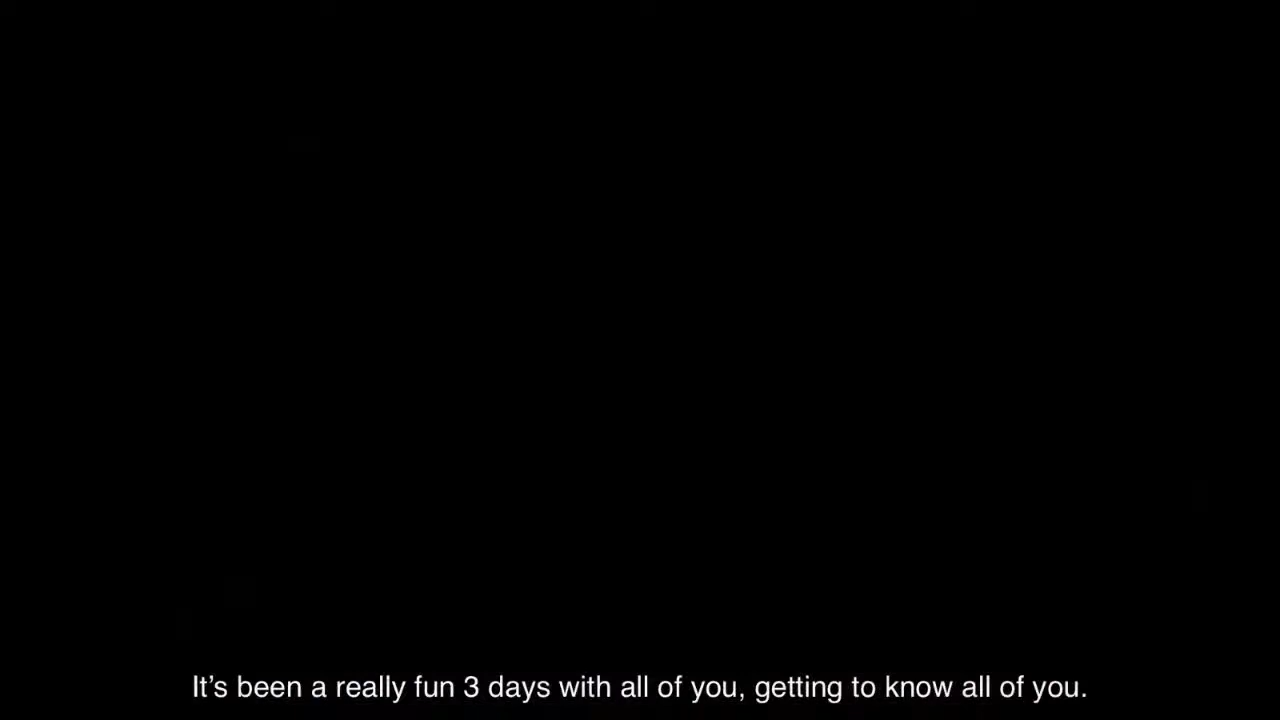 It’s been a really fun 3 days with all of you, getting to know all of you.